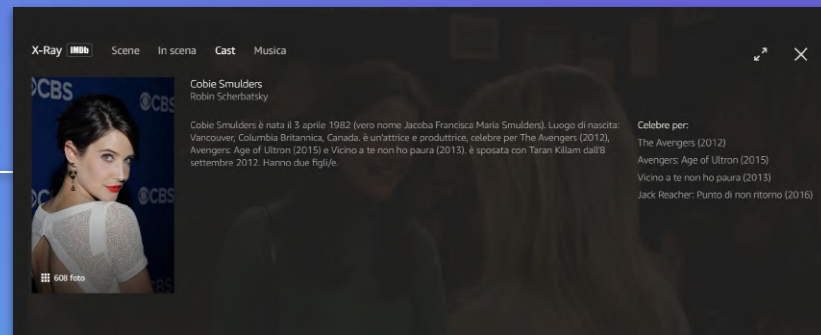 X-Ray IMDb Scene In scena Cast Musica
CBS
CBS
CBS
608 foto
Cobie Smulders
Robin Scherbatsky
Cobie Smulders è nata il 3 aprile 1982 (vero nome Jacoba Francisca Maria Smulders). Luogo di nascita:
Vancouver, Columbia Britannica, Canada. è un'attrice e produttrice, celebre per The Avengers (2012),
Avengers: Age of Ultron (2015) e Vicino a te non ho paura (2013). è sposata con Taran Killam dall'8
settembre 2012. Hanno due figli/e.
Celebre per:
The Avengers (2012)
Avengers: Age of Ultron (2015)
Vicino a te non ho paura (2013)
Jack Reacher: Punto di non ritorno (2016)